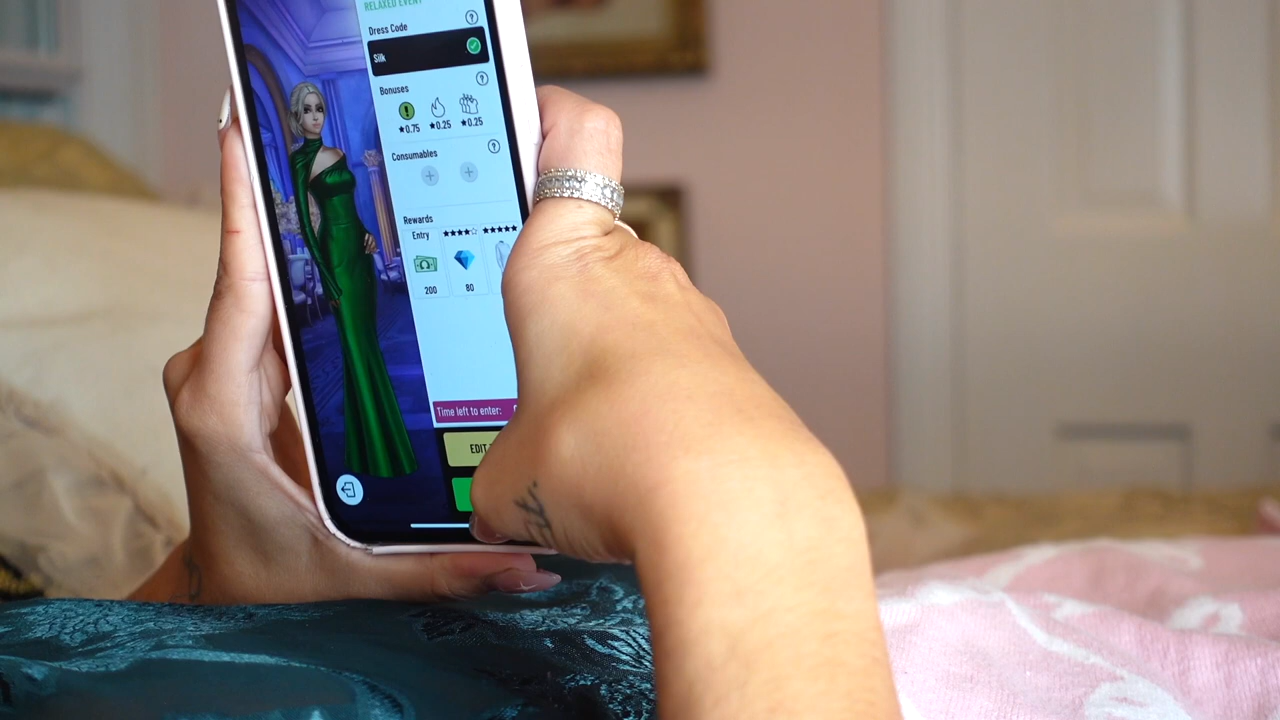 RELAXED EVENT
Dress Code
Silk
Bonuses
★0.75 ★0.25 ★0.25
Consumables
Rewards
Entry ★★★★☆ ★★★★★
200 80
Time left to enter:
EDIT